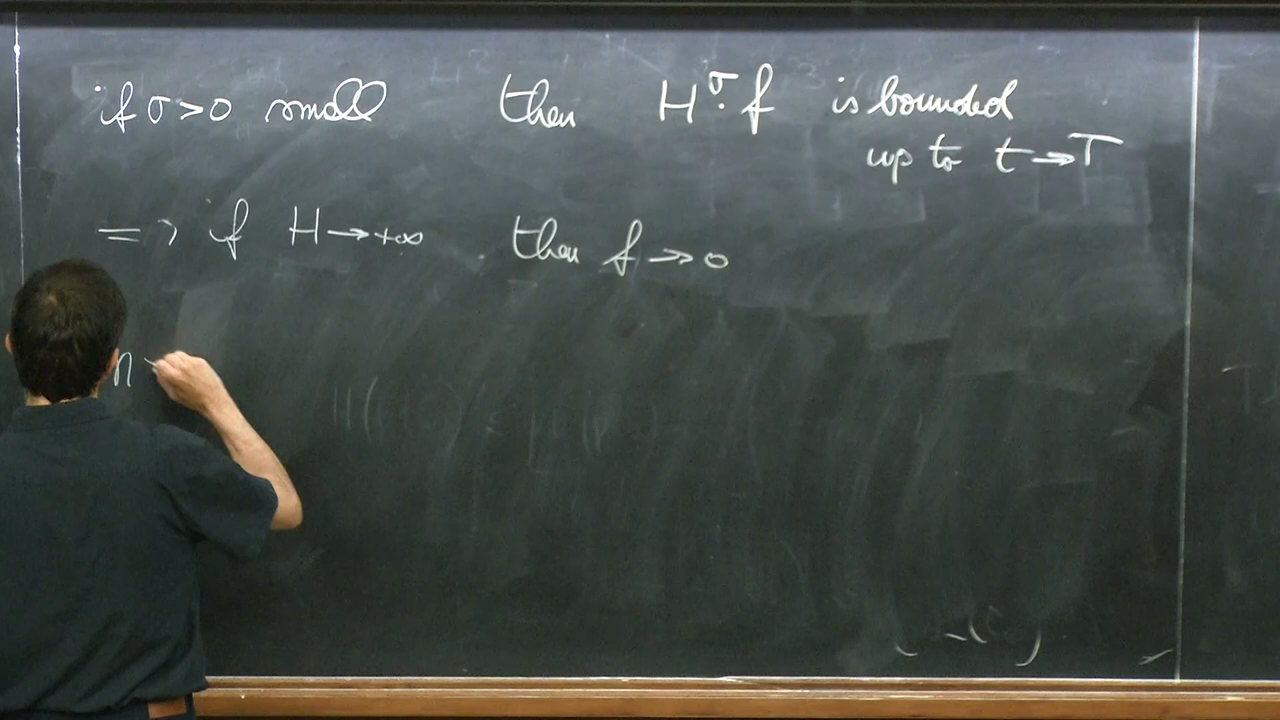 if σ>0 small then H^σ· f is bounded
up to t→T
=> if H→+∞ then f→0
n